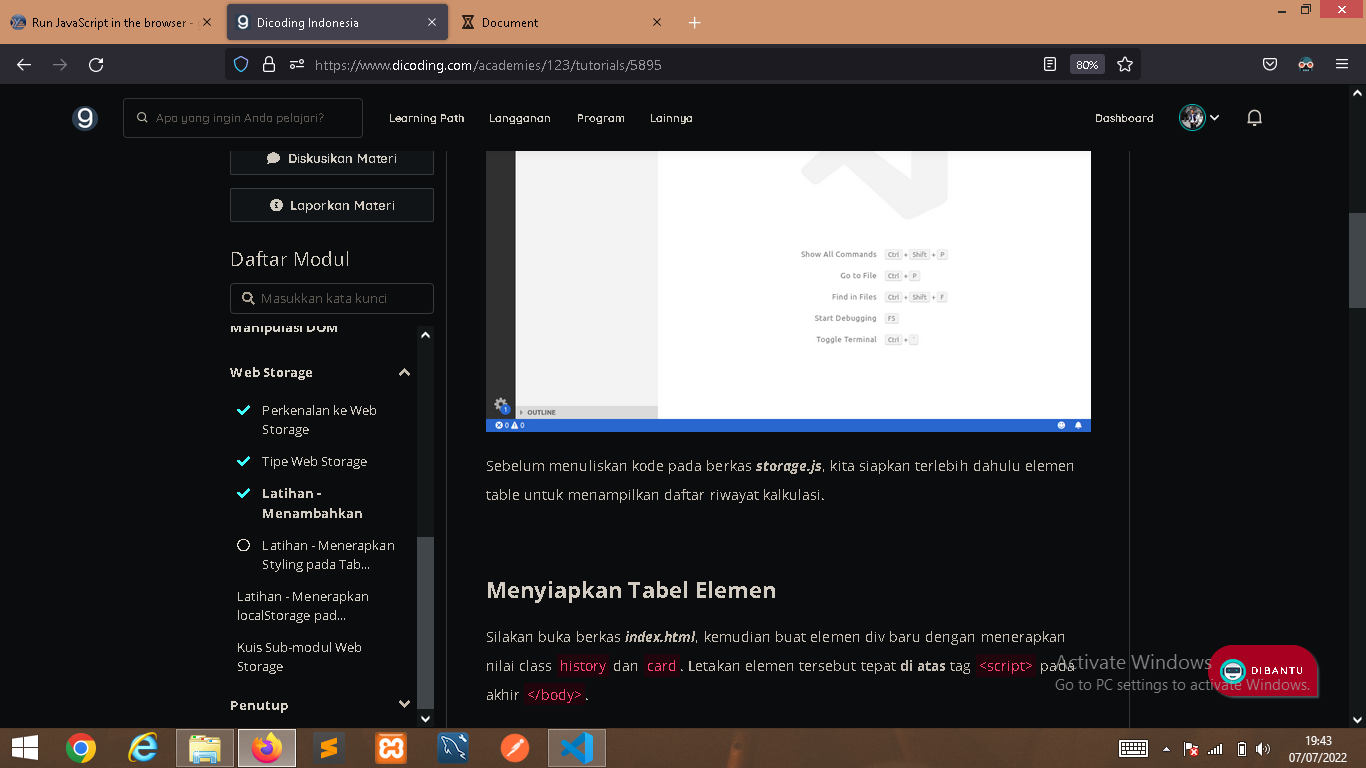 Run JavaScript in the browser -
Dicoding Indonesia
Document
https://www.dicoding.com/academies/123/tutorials/5895
80%
Apa yang ingin Anda pelajari?
Learning Path
Langganan
Program
Lainnya
Dashboard
Diskusikan Materi
Laporkan Materi
Daftar Modul
Masukkan kata kunci
Manipulasi DOM
Web Storage
Perkenalan ke Web
Storage
Tipe Web Storage
Latihan -
Menambahkan
Latihan - Menerapkan
Styling pada Tab...
Latihan - Menerapkan
localStorage pad...
Kuis Sub-modul Web
Storage
Penutup
Show All Commands Ctrl + Shift + P
Go to File Ctrl + P
Find in Files Ctrl + Shift + F
Start Debugging F5
Toggle Terminal Ctrl + `
1
OUTLINE
0 0
Sebelum menuliskan kode pada berkas storage.js, kita siapkan terlebih dahulu elemen
table untuk menampilkan daftar riwayat kalkulasi.
Menyiapkan Tabel Elemen
Silakan buka berkas index.html, kemudian buat elemen div baru dengan menerapkan
nilai class history dan card. Letakan elemen tersebut tepat di atas tag <script> pada
akhir </body>.
Activate Windows
Go to PC settings to activate Windows.
DIBANTU
19:43
07/07/2022